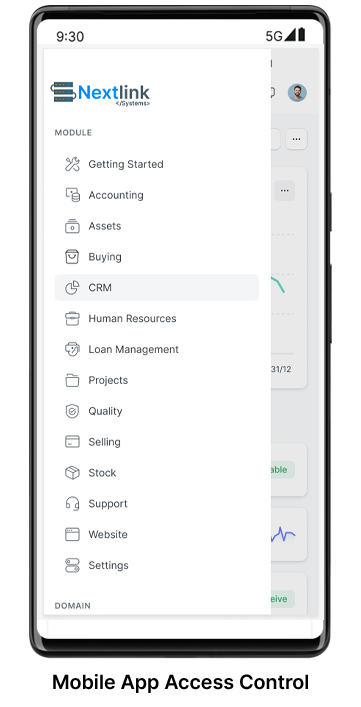 9:30
5G
Nextlink
</Systems>
MODULE
Getting Started
Accounting
Assets
Buying
CRM
Human Resources
Loan Management
Projects
Quality
Selling
Stock
Support
Website
Settings
DOMAIN
...
...
31/12
able
eive
Mobile App Access Control